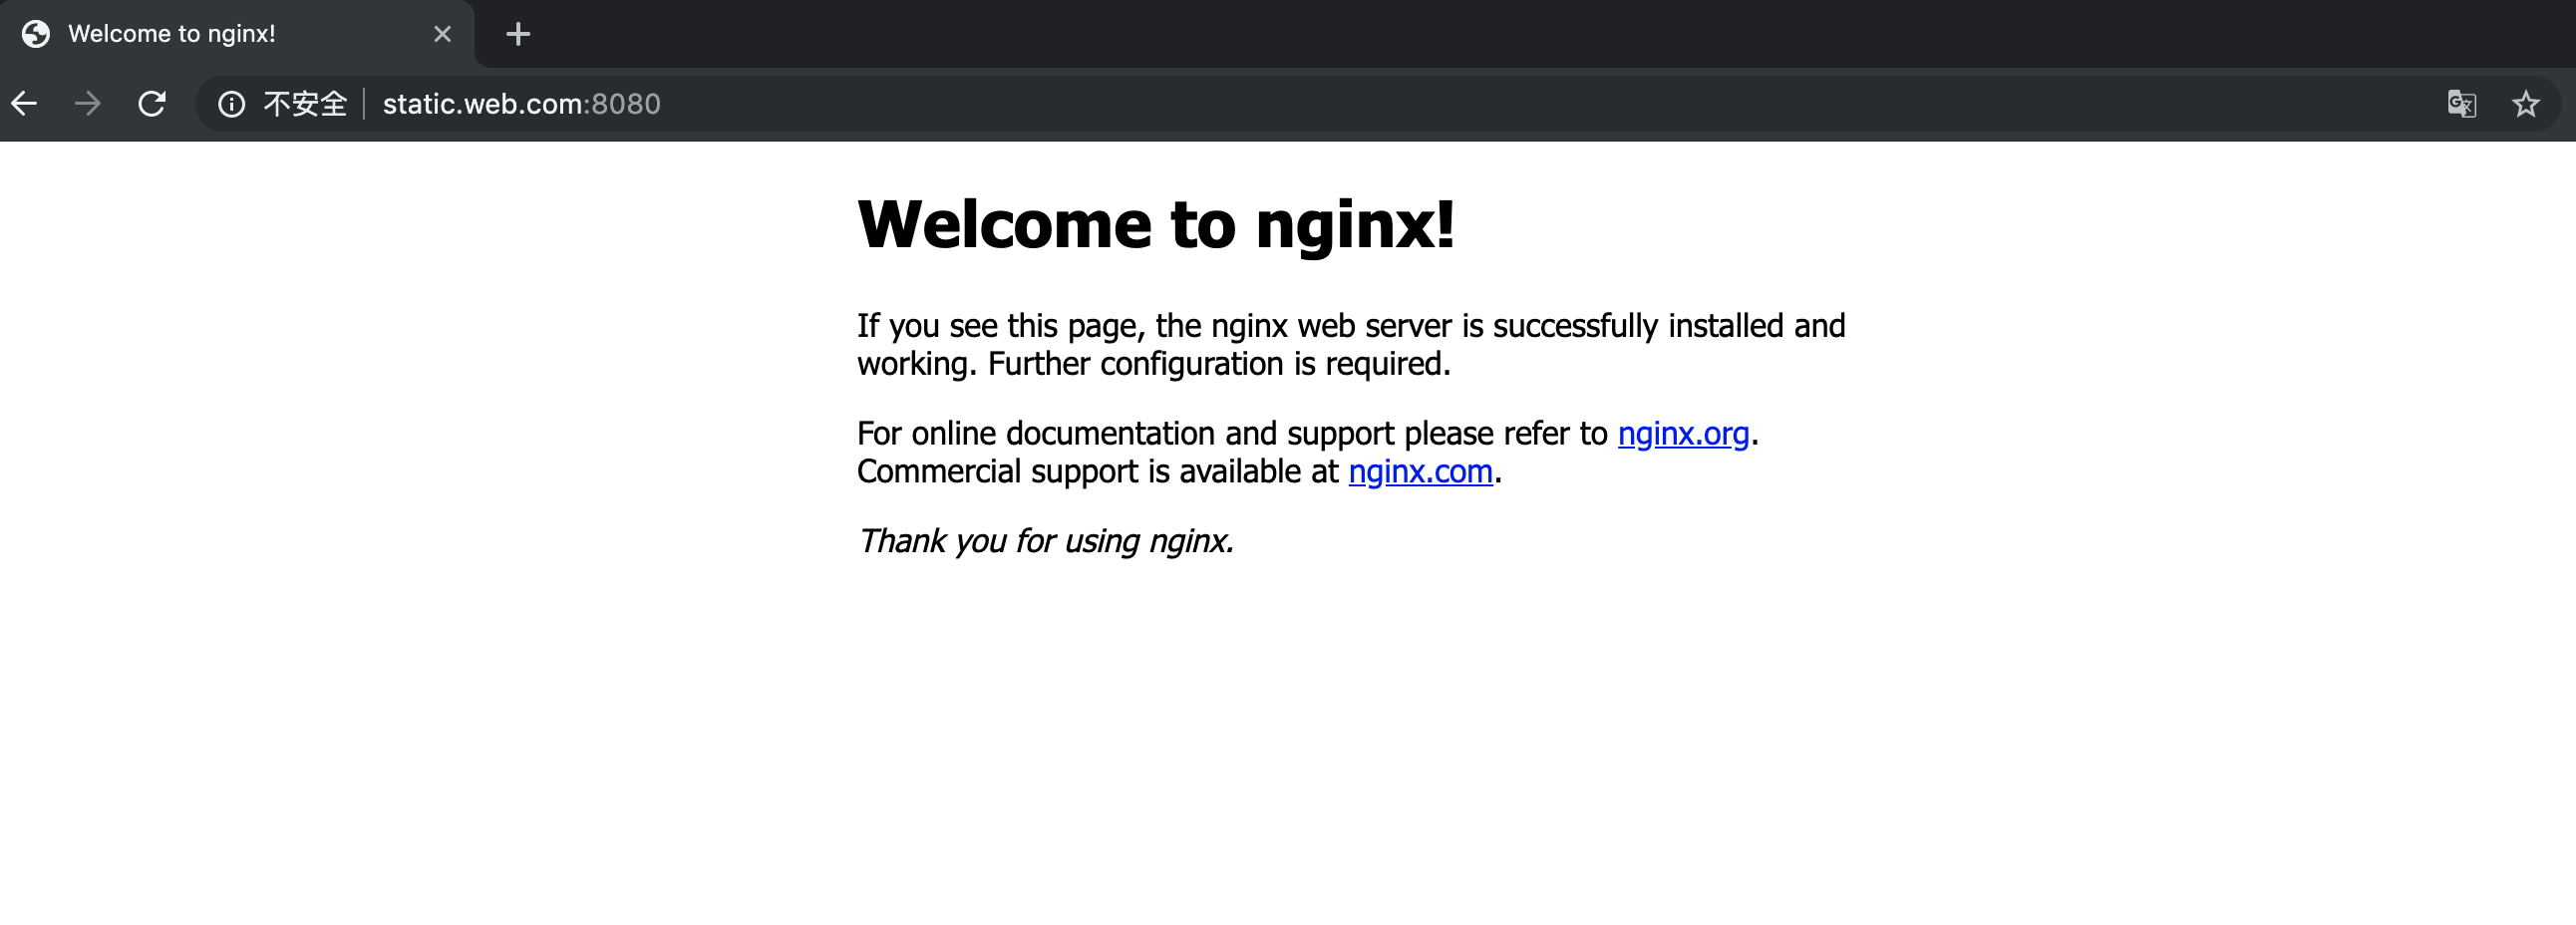 Welcome to nginx!
不安全 static.web.com:8080
Welcome to nginx!
If you see this page, the nginx web server is successfully installed and
working. Further configuration is required.
For online documentation and support please refer to nginx.org.
Commercial support is available at nginx.com.
Thank you for using nginx.